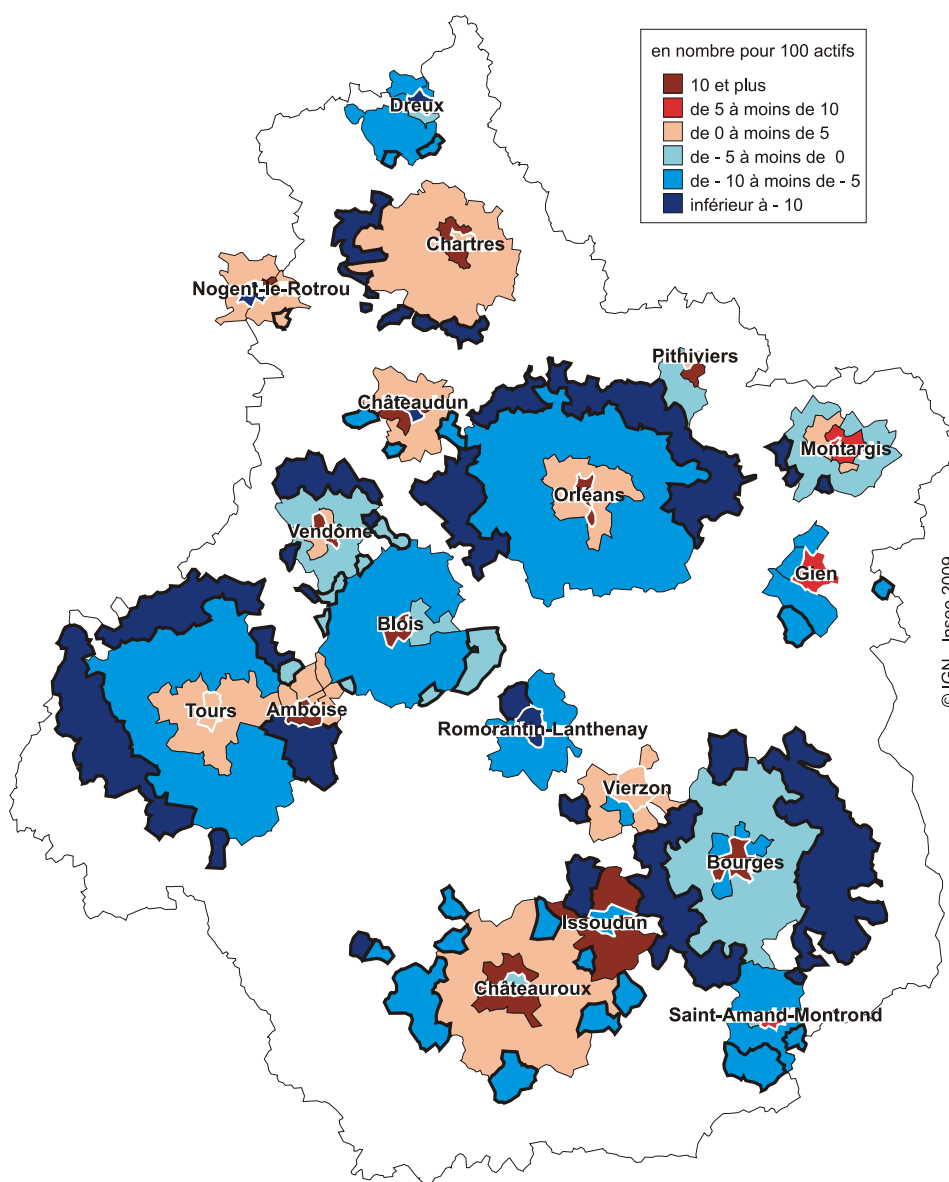 en nombre pour 100 actifs
10 et plus
de 5 à moins de 10
de 0 à moins de 5
de - 5 à moins de 0
de - 10 à moins de - 5
inférieur à - 10
Dreux
Chartres
Nogent-le-Rotrou
Pithiviers
Châteaudun
Montargis
Orléans
Vendôme
Gien
© IGN - Insee 2009
Blois
Tours
Amboise
Romorantin-Lanthenay
Vierzon
Bourges
Issoudun
Châteauroux
Saint-Amand-Montrond